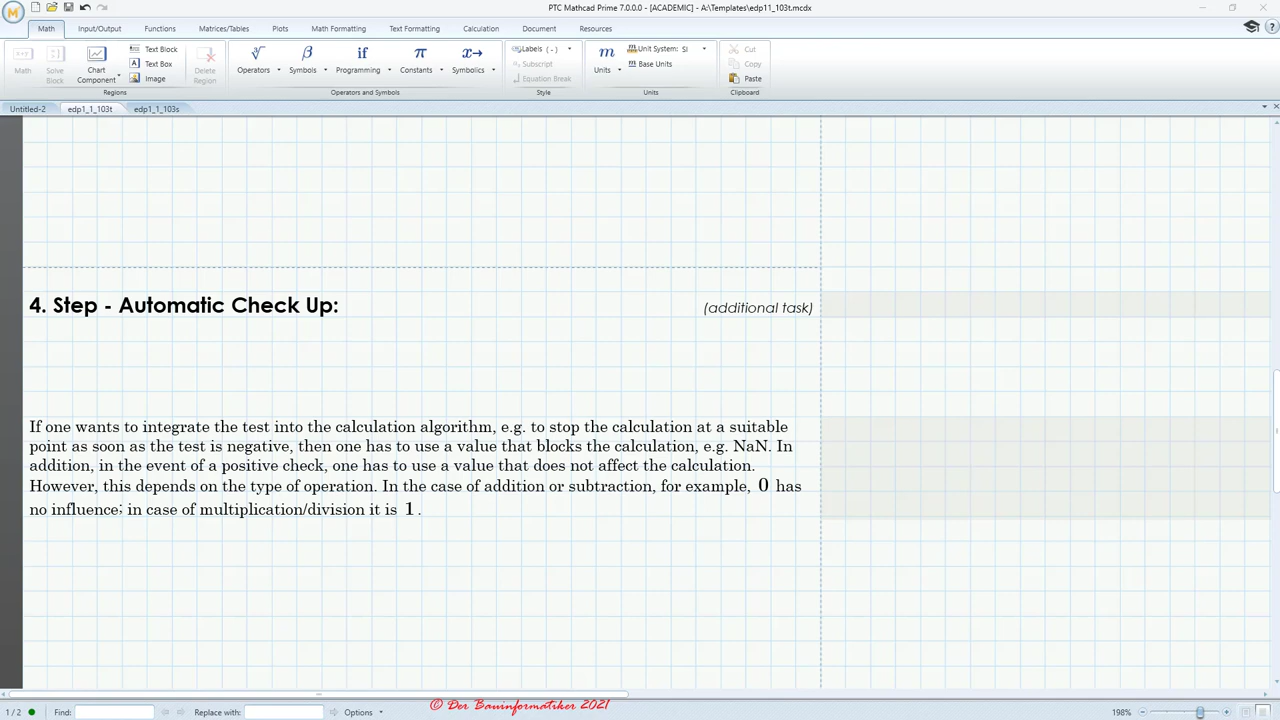 PTC Mathcad Prime 7.0.0.0 - [ACADEMIC] - A:\Templates\edp11_103t.mcdx
Math Input/Output Functions Matrices/Tables Plots Math Formatting Text Formatting Calculation Document Resources
Math
Solve Block
Chart Component
Text Block
Text Box
Image
Delete Region
Regions
Operators
Symbols
if Programming
π Constants
Symbolics
Operators and Symbols
Labels ( - )
Subscript
Equation Break
Style
Units
Unit System: SI
Base Units
Units
Cut
Copy
Paste
Clipboard
Untitled-2 edp1_1_103t edp1_1_103s
4. Step - Automatic Check Up: (additional task)
If one wants to integrate the test into the calculation algorithm, e.g. to stop the calculation at a suitable
point as soon as the test is negative, then one has to use a value that blocks the calculation, e.g. NaN. In
addition, in the event of a positive check, one has to use a value that does not affect the calculation.
However, this depends on the type of operation. In the case of addition or subtraction, for example, 0 has
no influence; in case of multiplication/division it is 1 .
© Der Bauinformatiker 2021
1 / 2 Find: Replace with: Options 198%